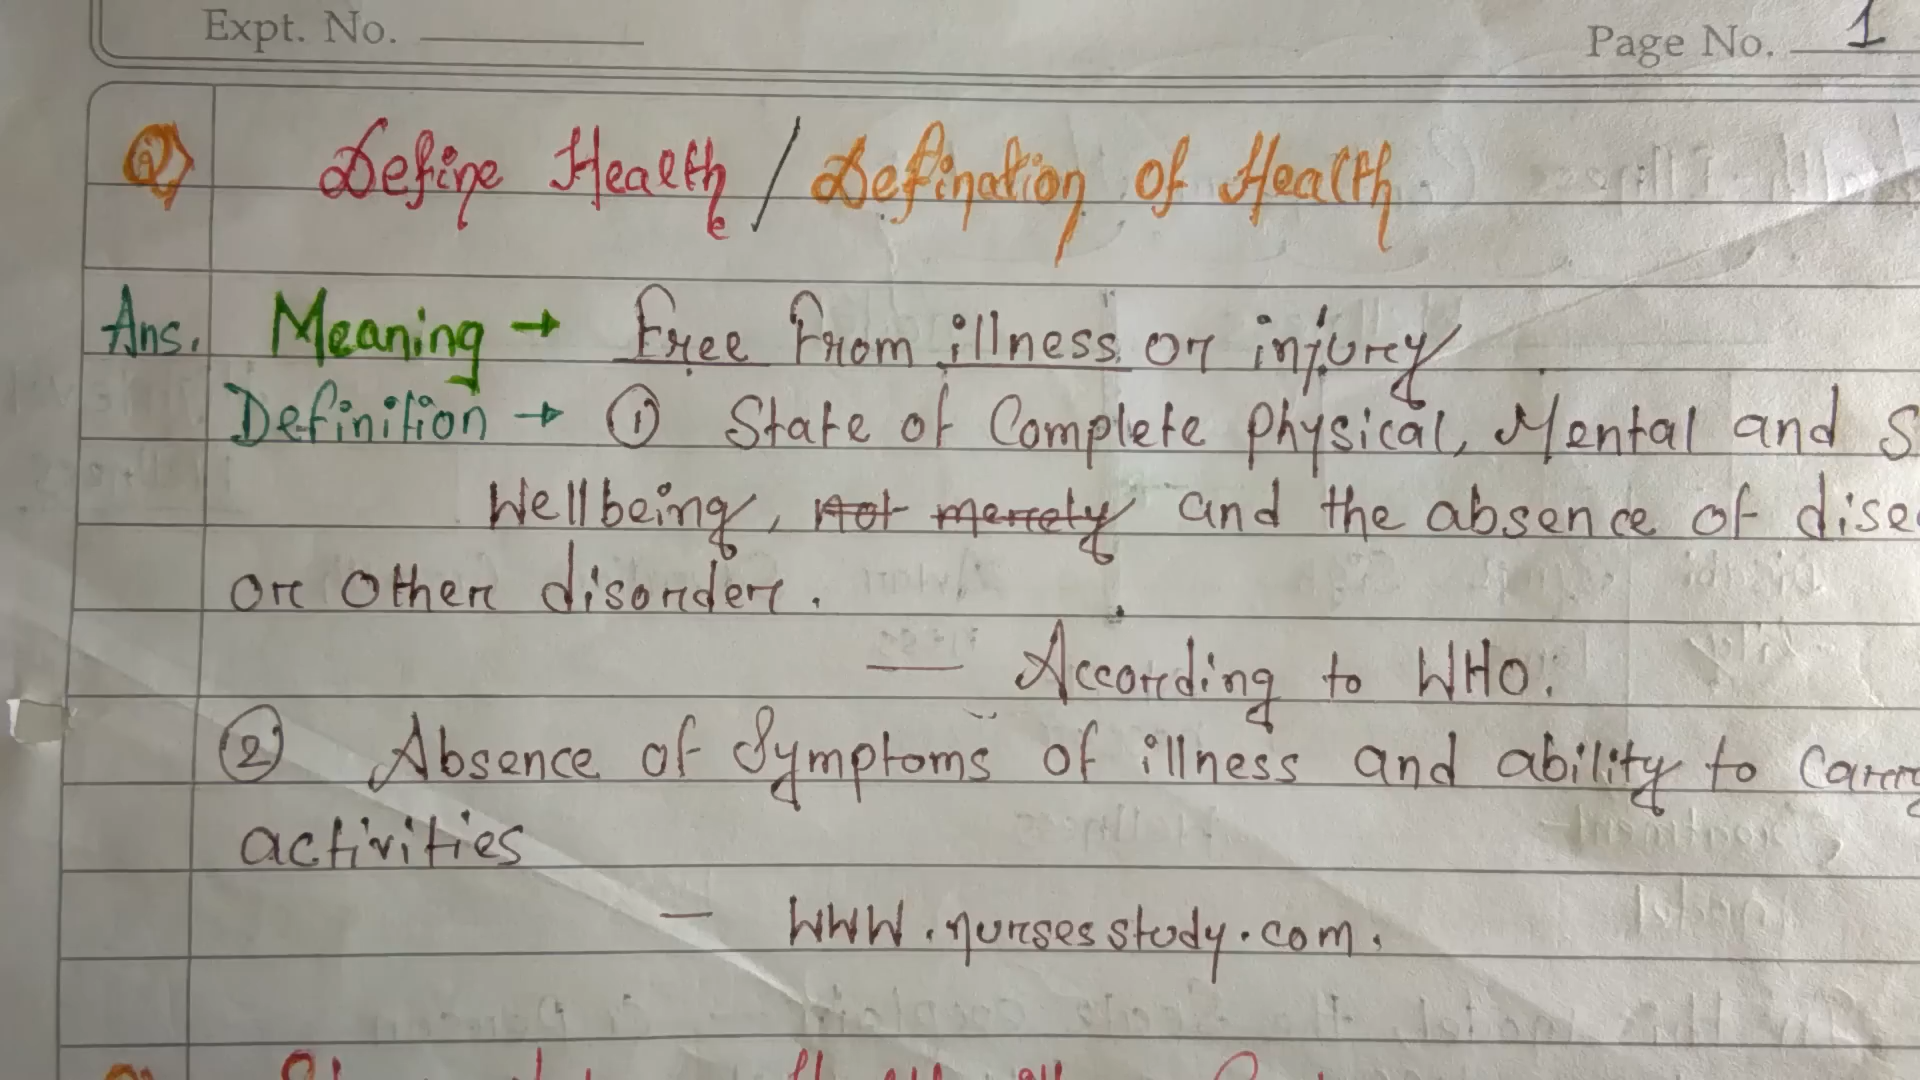 Expt. No.
Page No. 1
Q) Define Health / Defination of Health
Ans. Meaning → Free From illness or injury
Definition → ① State of Complete Physical, Mental and S
Wellbeing, not merely and the absence of dise
or Other disorder.
— According to WHO.
② Absence of Symptoms of illness and ability to Carry
activities
— WWW.nursesstudy.com.